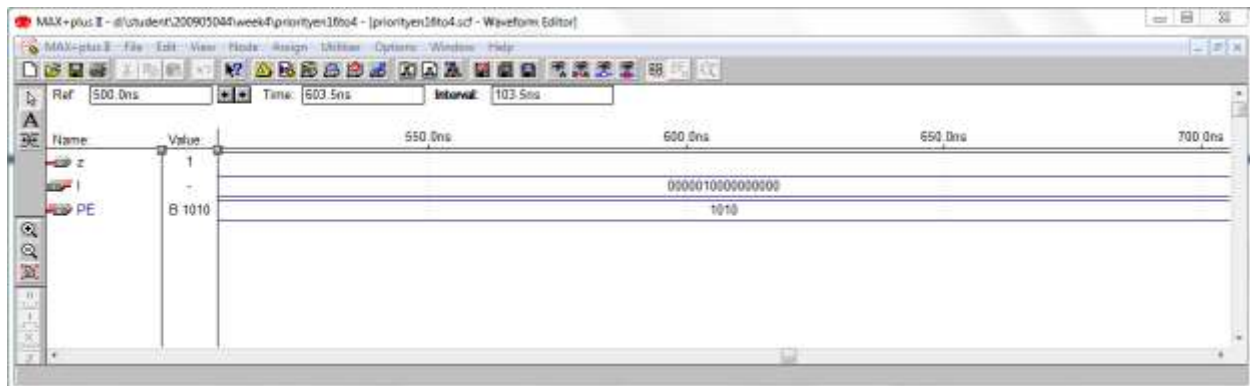 MAX+plus II - d:\student\200905044\week4\priorityen16to4 - [priorityen16to4.scf - Waveform Editor]
MAX+plus II File Edit View Node Assign Utilities Options Window Help
Ref: 500.0ns Time: 603.5ns Interval: 103.5ns
Name: Value: 550.0ns 600.0ns 650.0ns 700.0ns
z 1
I - 0000010000000000
PE B 1010 1010